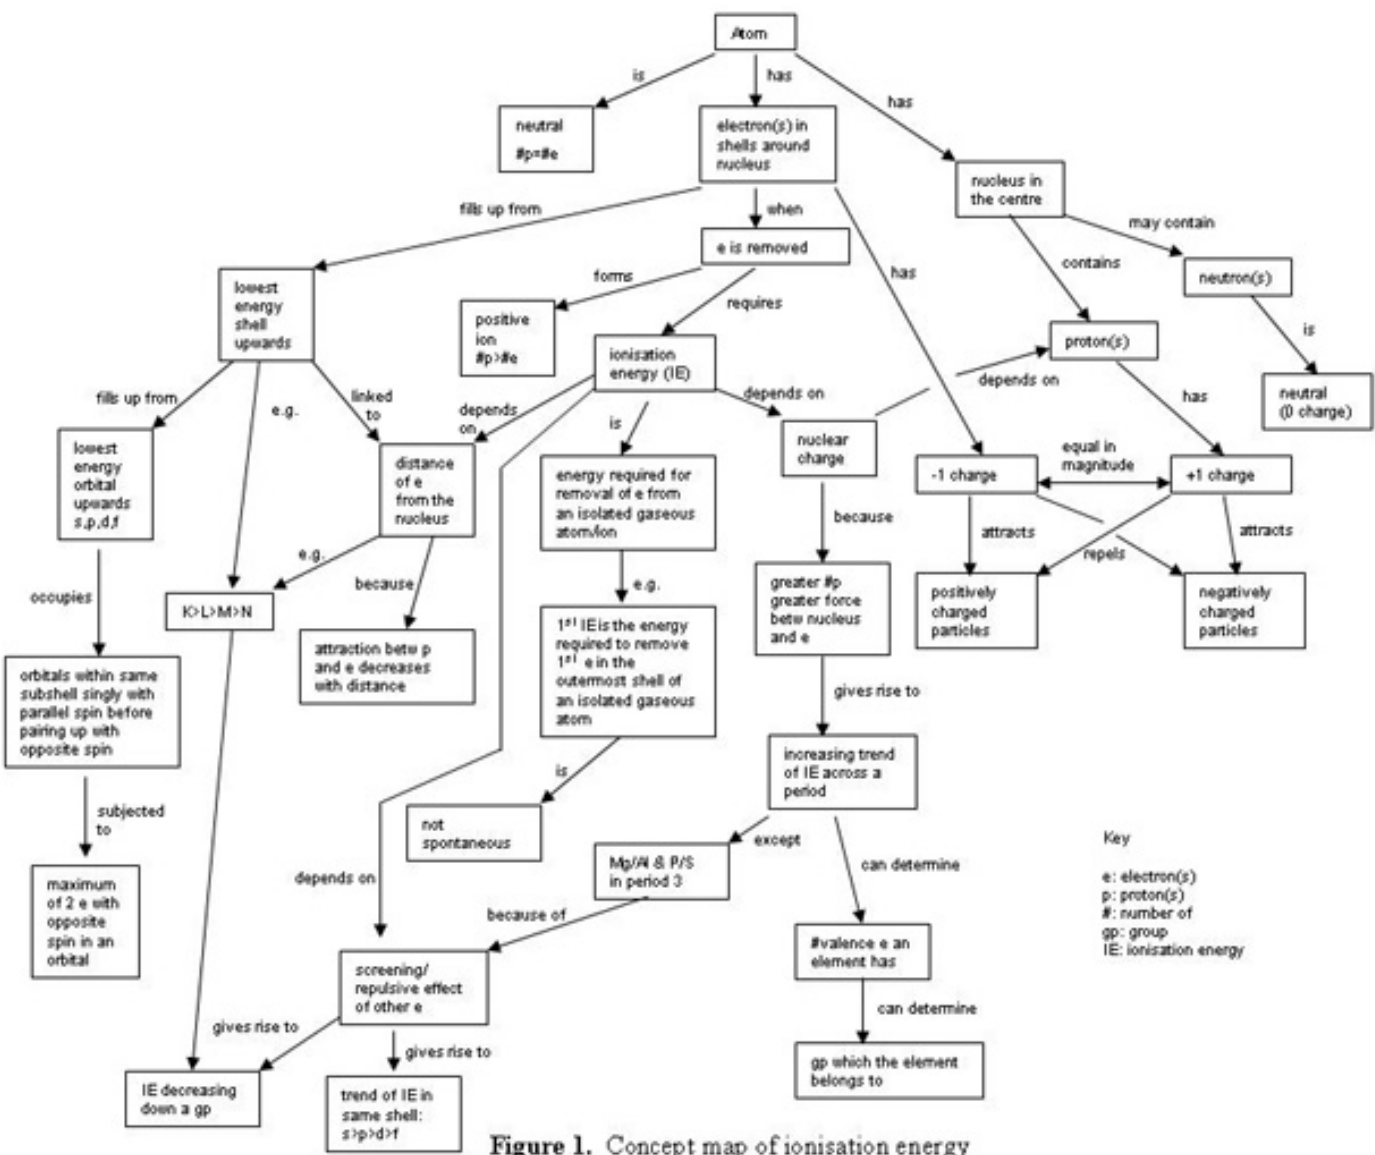 Atom
is
has
has
neutral
#p=#e
electron(s) in
shells around
nucleus
nucleus in
the centre
fills up from
when
may contain
e is removed
has
contains
neutron(s)
forms
requires
is
lowest
energy
shell
upwards
positive
ion
#p>#e
ionisation
energy (IE)
proton(s)
depends on
neutral
(0 charge)
fills up from
e.g.
linked
to
depends
on
is
depends on
has
lowest
energy
orbital
upwards
s,p,d,f
distance
of e
from the
nucleus
energy required for
removal of e from
an isolated gaseous
atom/ion
nuclear
charge
-1 charge
equal in
magnitude
+1 charge
because
attracts
repels
attracts
e.g.
because
e.g.
occupies
K>L>M>N
attraction betw p
and e decreases
with distance
1st IE is the energy
required to remove
1st e in the
outermost shell of
an isolated gaseous
atom
greater #p
greater force
betw nucleus
and e
positively
charged
particles
negatively
charged
particles
orbitals within same
subshell singly with
parallel spin before
pairing up with
opposite spin
gives rise to
is
increasing trend
of IE across a
period
subjected
to
not
spontaneous
except
can determine
Mg/Al & P/S
in period 3
maximum
of 2 e with
opposite
spin in an
orbital
depends on
because of
#valence e an
element has
screening/
repulsive effect
of other e
can determine
gives rise to
gives rise to
gp which the element
belongs to
IE decreasing
down a gp
trend of IE in
same shell:
s>p>d>f
Key
e: electron(s)
p: proton(s)
#: number of
gp: group
IE: ionisation energy
Figure 1. Concept map of ionisation energy